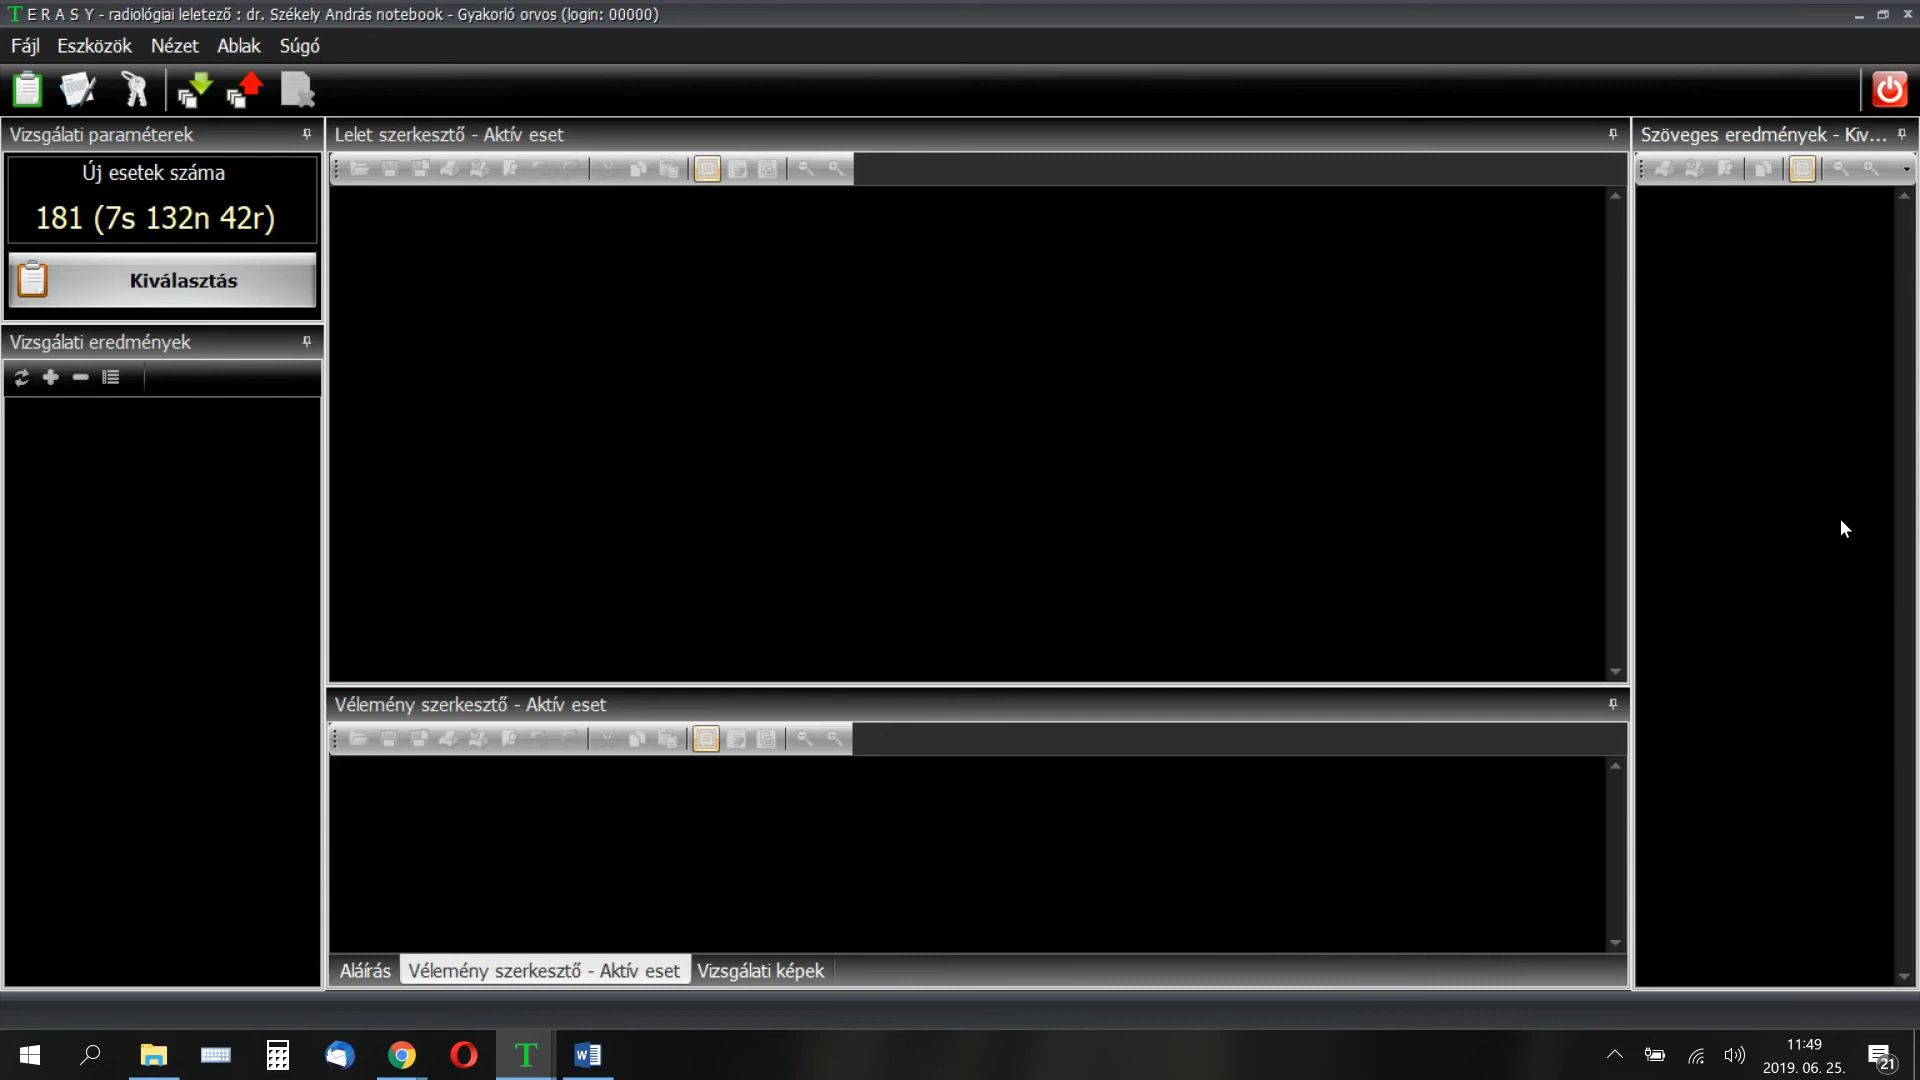 T E R A S Y - radiológiai leletező : dr. Székely András notebook - Gyakorló orvos (login: 00000)
Fájl Eszközök Nézet Ablak Súgó
Vizsgálati paraméterek
Új esetek száma
181 (7s 132n 42r)
Kiválasztás
Vizsgálati eredmények
Lelet szerkesztő - Aktív eset
Vélemény szerkesztő - Aktív eset
Aláírás Vélemény szerkesztő - Aktív eset Vizsgálati képek
Szöveges eredmények - Kiv...
T
W
11:49
2019. 06. 25.
21